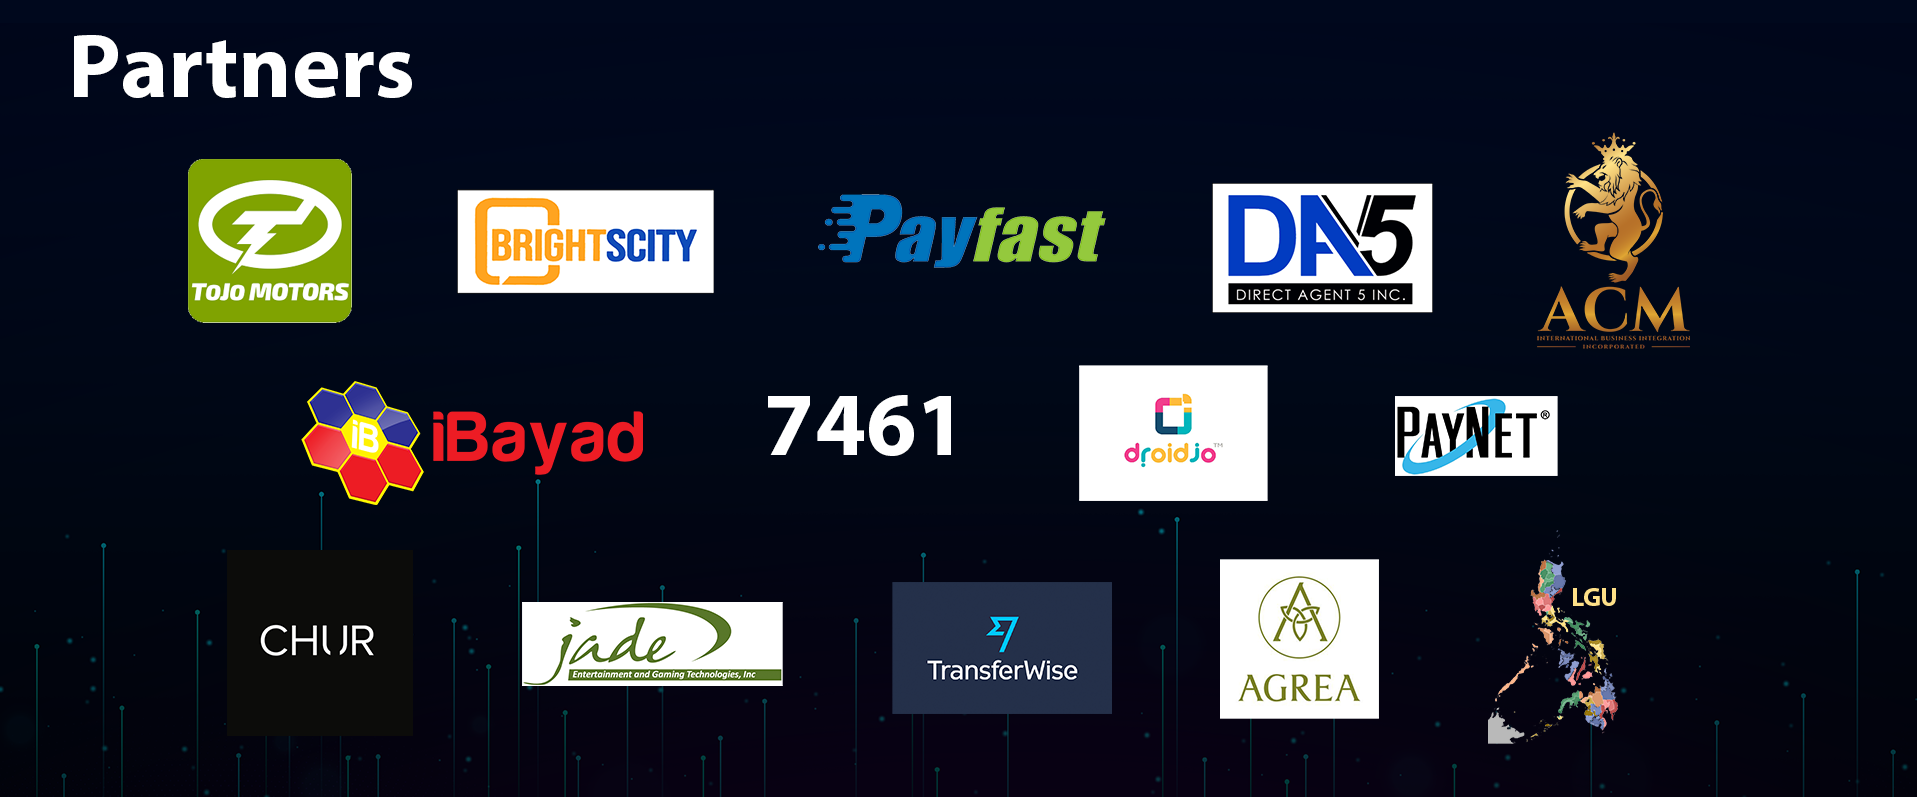 Partners
TOJO MOTORS
BRIGHTSCITY
Payfast
DA5
DIRECT AGENT 5 INC.
ACM
INTERNATIONAL BUSINESS INTEGRATION
INCORPORATED
iB
iBayad
7461
droidjo™
PAYNET®
CHUR
jade
Entertainment and Gaming Technologies, Inc
TransferWise
AGREA
LGU